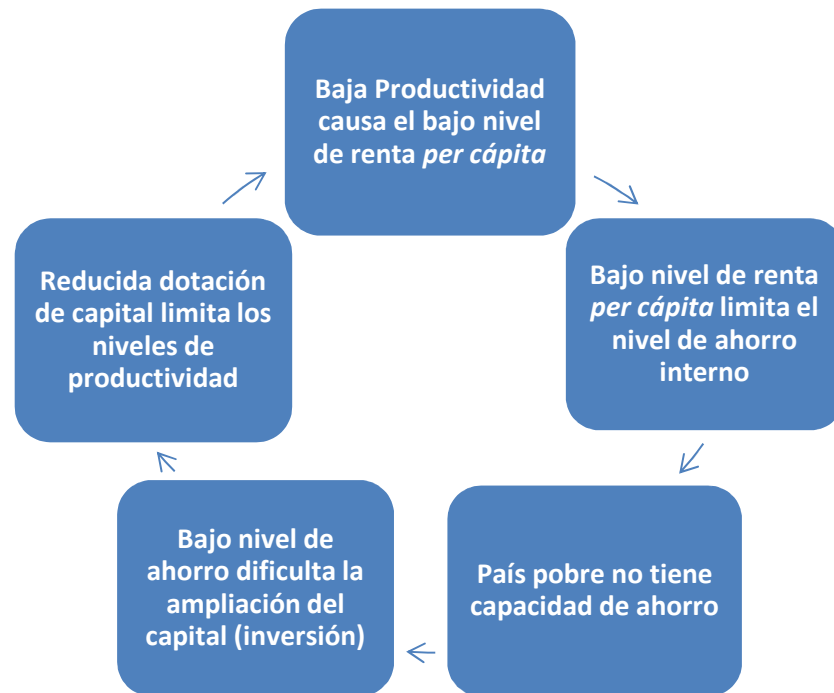 Baja Productividad
causa el bajo nivel
de renta per cápita
Bajo nivel de renta
per cápita limita el
nivel de ahorro
interno
País pobre no tiene
capacidad de ahorro
Bajo nivel de
ahorro dificulta la
ampliación del
capital (inversión)
Reducida dotación
de capital limita los
niveles de
productividad